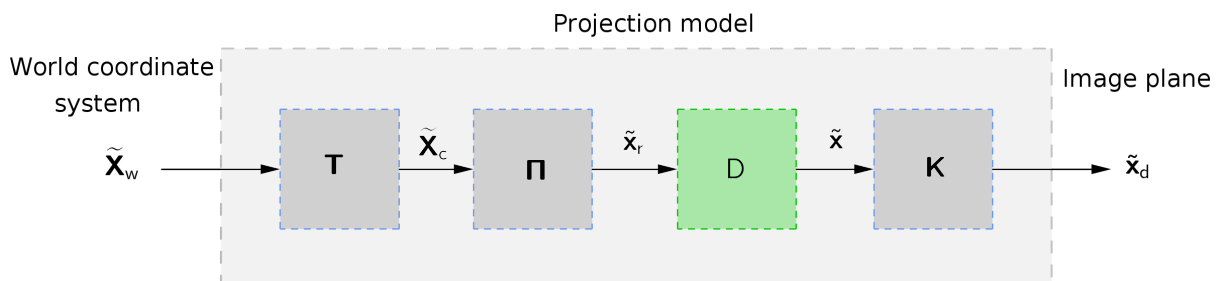 Projection model
World coordinate
system
Image plane
X̃w
T
X̃c
Π
x̃r
D
x̃
K
x̃d